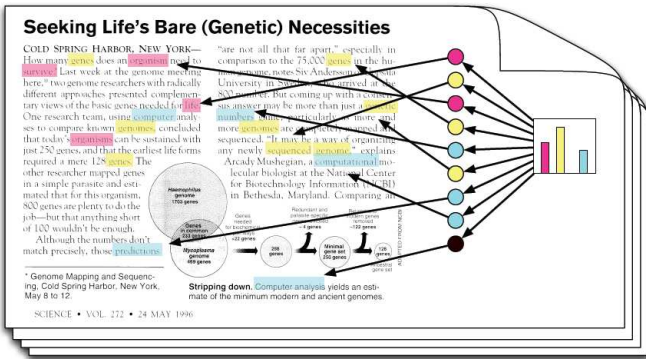 Seeking Life's Bare (Genetic) Necessities
COLD SPRING HARBOR, NEW YORK—
How many genes does an organism need to
survive? Last week at the genome meeting
here,* two genome researchers with radically
different approaches presented complemen-
tary views of the basic genes needed for life.
One research team, using computer analy-
ses to compare known genomes, concluded
that today's organisms can be sustained with
just 250 genes, and that the earliest life forms
required a mere 128 genes. The
other researcher mapped genes
in a simple parasite and esti-
mated that for this organism,
800 genes are plenty to do the
job—but that anything short
of 100 wouldn't be enough.
Although the numbers don't
match precisely, those predictions
* Genome Mapping and Sequenc-
ing, Cold Spring Harbor, New York,
May 8 to 12.
"are not all that far apart," especially in
comparison to the 75,000 genes in the hu-
man genome, notes Siv Andersson of
University in Swed who arrived at the
800 number. But coming up with a consen-
sus answer may be more than just a genetic
numbers particularly as more and
more genomes are completely mapped and
sequenced. "It may be a way of organizing
any newly sequenced genome," explains
Arcady Mushegian, a computational mo-
lecular biologist at the National Center
for Biotechnology Information (NCBI)
in Bethesda, Maryland. Comparing an
Haemophilus
genome
1703 genes
Genes
in common
233 genes
Mycoplasma
genome
469 genes
Genes
needed
for biochemical
+22 genes
256
genes
Redundant and
parasite-specific
genes removed
– 4 genes
Minimal
gene set
250 genes
genes
removed
–122 genes
128
genes
gene set
ADAPTED FROM NCBI
Stripping down. Computer analysis yields an esti-
mate of the minimum modern and ancient genomes.
SCIENCE • VOL. 272 • 24 MAY 1996